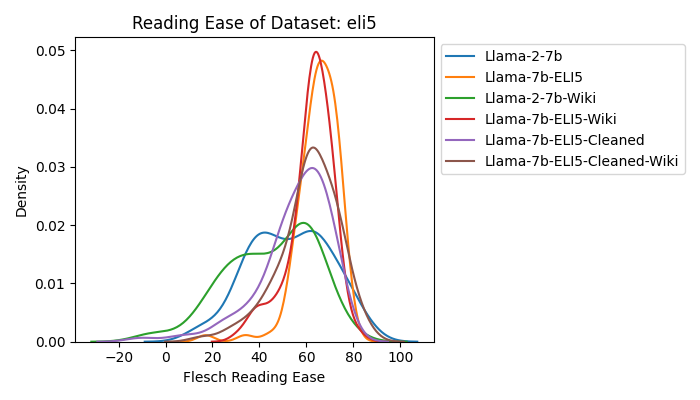 Reading Ease of Dataset: eli5
Density
0.05
0.04
0.03
0.02
0.01
0.00
−20 0 20 40 60 80 100
Flesch Reading Ease
Llama-2-7b
Llama-7b-ELI5
Llama-2-7b-Wiki
Llama-7b-ELI5-Wiki
Llama-7b-ELI5-Cleaned
Llama-7b-ELI5-Cleaned-Wiki